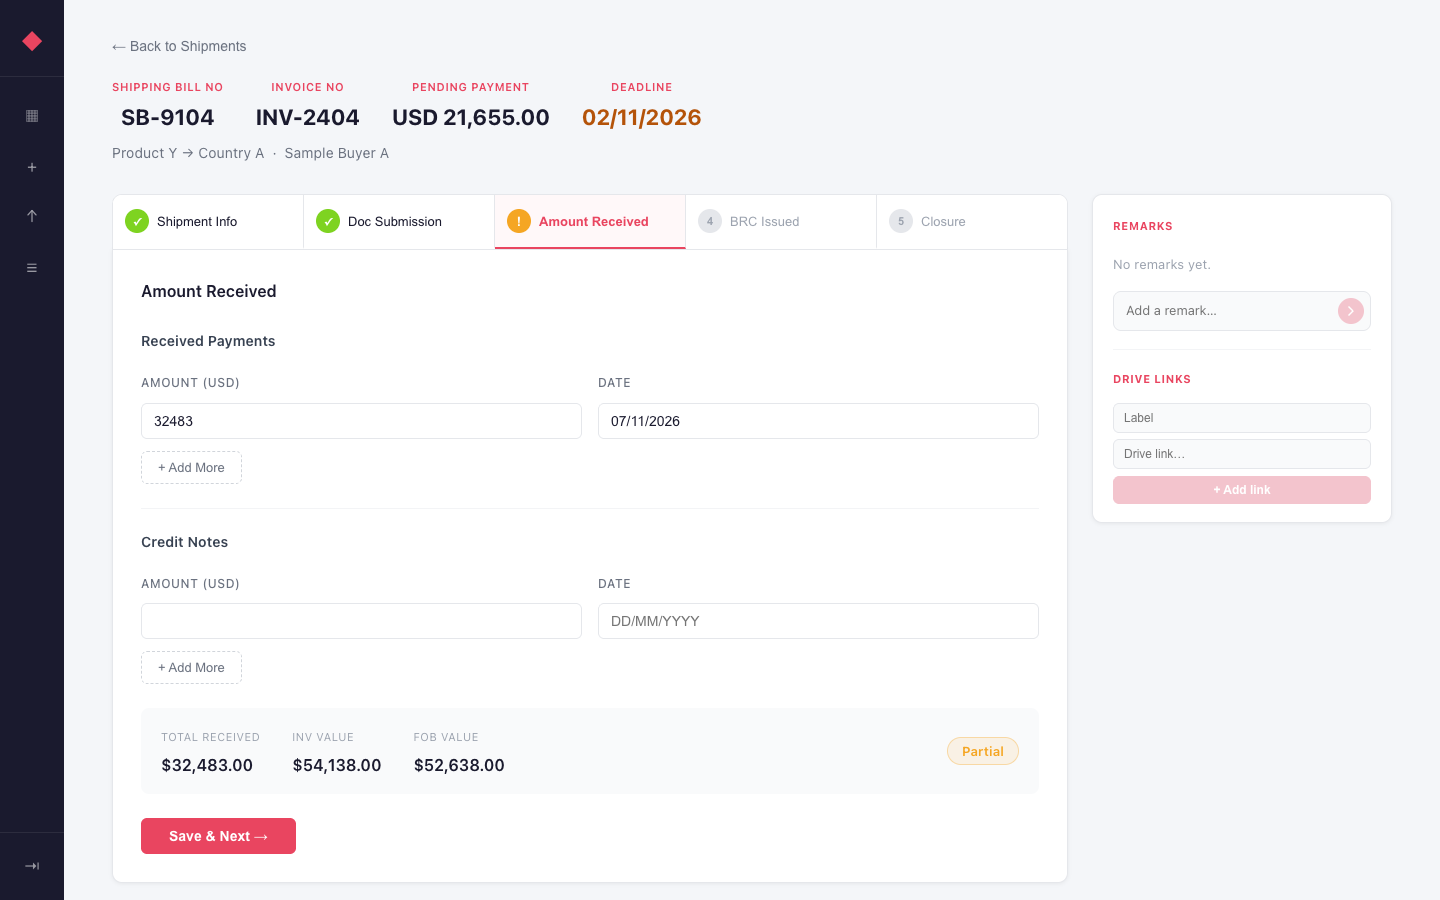 ← Back to Shipments
SHIPPING BILL NO
SB-9104
INVOICE NO
INV-2404
PENDING PAYMENT
USD 21,655.00
DEADLINE
02/11/2026
Product Y → Country A · Sample Buyer A
✓ Shipment Info
✓ Doc Submission
! Amount Received
4 BRC Issued
5 Closure
Amount Received
Received Payments
AMOUNT (USD)
32483
DATE
07/11/2026
+ Add More
Credit Notes
AMOUNT (USD)
DATE
DD/MM/YYYY
+ Add More
TOTAL RECEIVED
$32,483.00
INV VALUE
$54,138.00
FOB VALUE
$52,638.00
Partial
Save & Next →
REMARKS
No remarks yet.
Add a remark...
DRIVE LINKS
Label
Drive link...
+ Add link